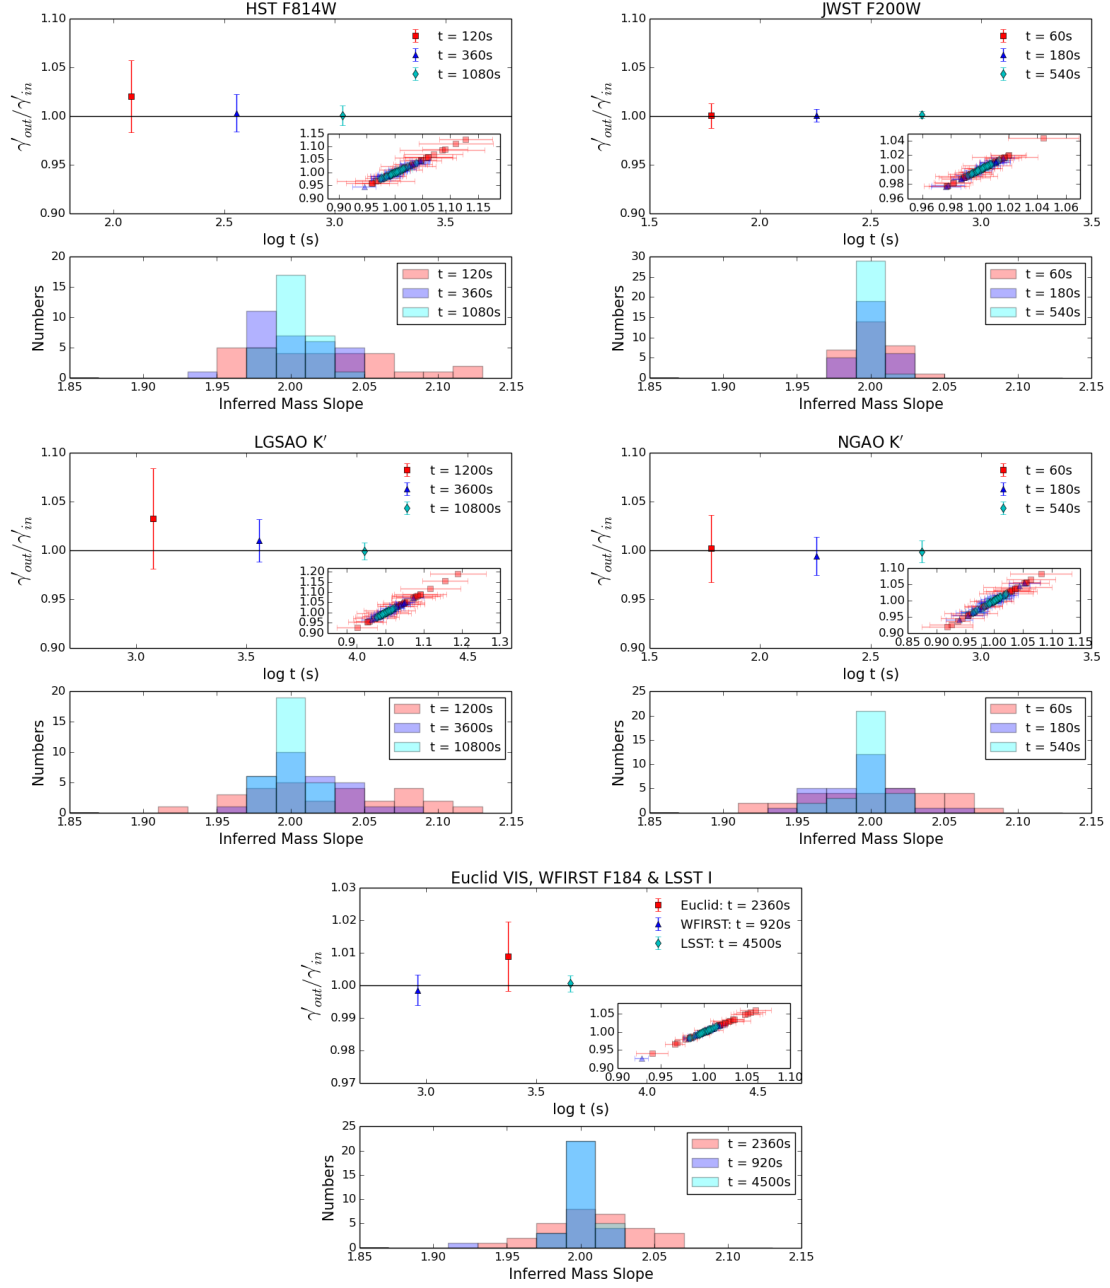 HST F814W
1.10
1.05
1.00
0.95
0.90
γ′out/γ′in
t = 120s
t = 360s
t = 1080s
1.15
1.10
1.05
1.00
0.95
0.90
0.90 0.95 1.00 1.05 1.10 1.15
2.0 2.5 3.0 3.5
log t (s)
20
15
10
5
0
Numbers
t = 120s
t = 360s
t = 1080s
1.85 1.90 1.95 2.00 2.05 2.10 2.15
Inferred Mass Slope
JWST F200W
1.10
1.05
1.00
0.95
0.90
γ′out/γ′in
t = 60s
t = 180s
t = 540s
1.04
1.02
1.00
0.98
0.96
0.96 0.98 1.00 1.02 1.04 1.06
1.5 2.0 2.5 3.0 3.5
log t (s)
30
25
20
15
10
5
0
Numbers
t = 60s
t = 180s
t = 540s
1.85 1.90 1.95 2.00 2.05 2.10 2.15
Inferred Mass Slope
LGSAO K′
1.10
1.05
1.00
0.95
0.90
γ′out/γ′in
t = 1200s
t = 3600s
t = 10800s
1.20
1.15
1.10
1.05
1.00
0.95
0.90
0.9 1.0 1.1 1.2 1.3
3.0 3.5 4.0 4.5
log t (s)
20
15
10
5
0
Numbers
t = 1200s
t = 3600s
t = 10800s
1.85 1.90 1.95 2.00 2.05 2.10 2.15
Inferred Mass Slope
NGAO K′
1.10
1.05
1.00
0.95
0.90
γ′out/γ′in
t = 60s
t = 180s
t = 540s
1.10
1.05
1.00
0.95
0.90
0.85 0.90 0.95 1.00 1.05 1.10 1.15
1.5 2.0 2.5 3.0 3.5
log t (s)
25
20
15
10
5
0
Numbers
t = 60s
t = 180s
t = 540s
1.85 1.90 1.95 2.00 2.05 2.10 2.15
Inferred Mass Slope
Euclid VIS, WFIRST F184 & LSST I
1.03
1.02
1.01
1.00
0.99
0.98
0.97
γ′out/γ′in
Euclid: t = 2360s
WFIRST: t = 920s
LSST: t = 4500s
1.05
1.00
0.95
0.90
0.90 0.95 1.00 1.05 1.10
3.0 3.5 4.0 4.5
log t (s)
25
20
15
10
5
0
Numbers
t = 2360s
t = 920s
t = 4500s
1.85 1.90 1.95 2.00 2.05 2.10 2.15
Inferred Mass Slope